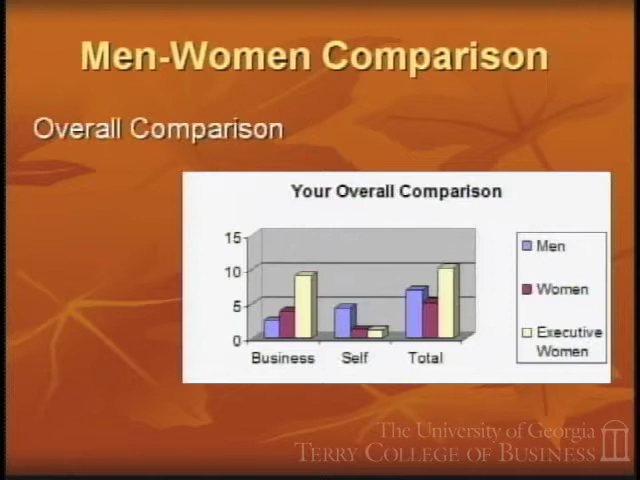 Men-Women Comparison
Overall Comparison
Your Overall Comparison
15
10
5
0
Business Self Total
Men
Women
Executive
Women
The University of Georgia
TERRY COLLEGE OF BUSINESS